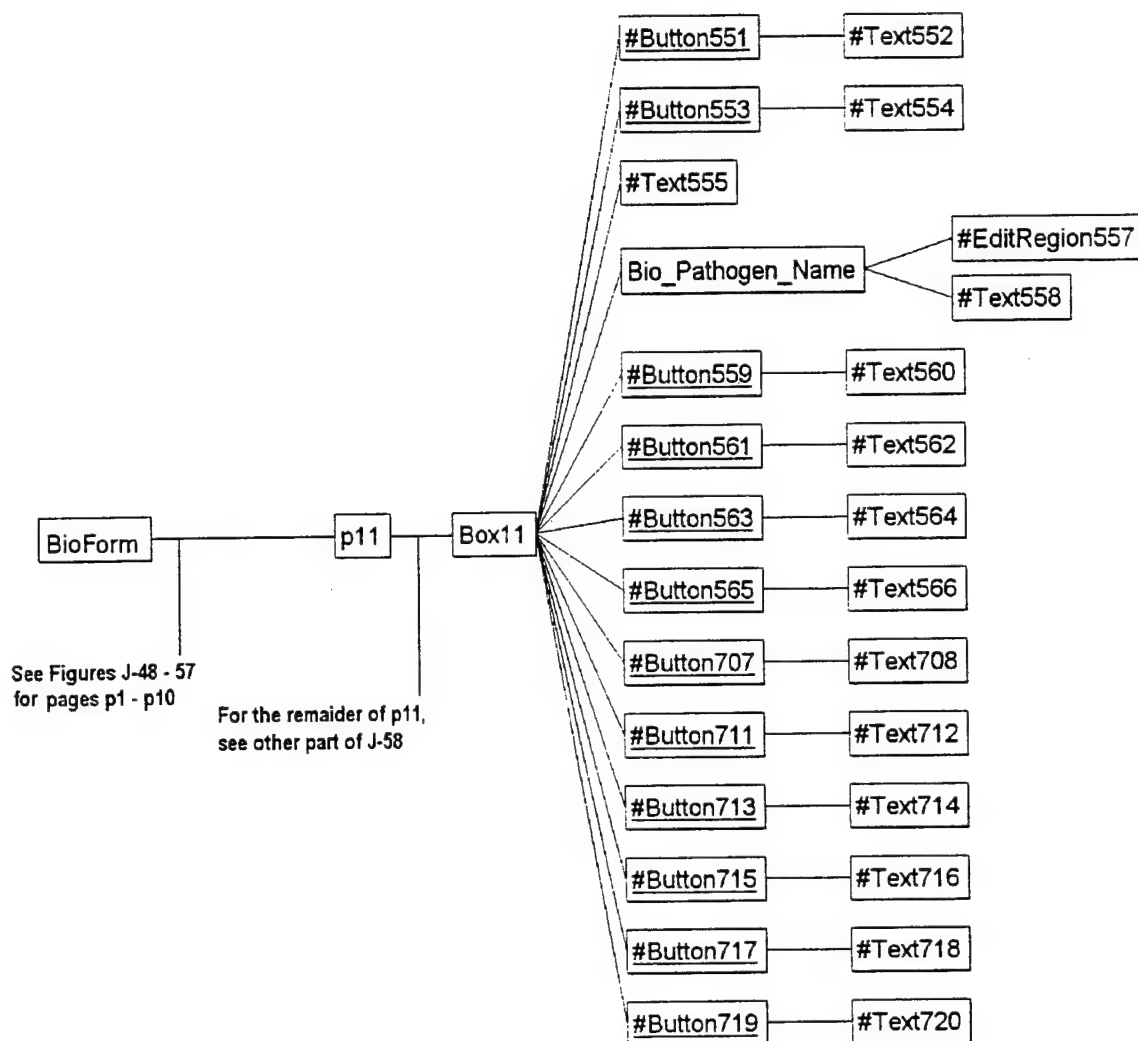 #Button551 #Text552
#Button553 #Text554
#Text555
#EditRegion557
Bio_Pathogen_Name
#Text558
#Button559 #Text560
#Button561 #Text562
#Button563 #Text564
BioForm p11 Box11
#Button565 #Text566
#Button707 #Text708
See Figures J-48 - 57
for pages p1 - p10
For the remaider of p11,
see other part of J-58
#Button711 #Text712
#Button713 #Text714
#Button715 #Text716
#Button717 #Text718
#Button719 #Text720